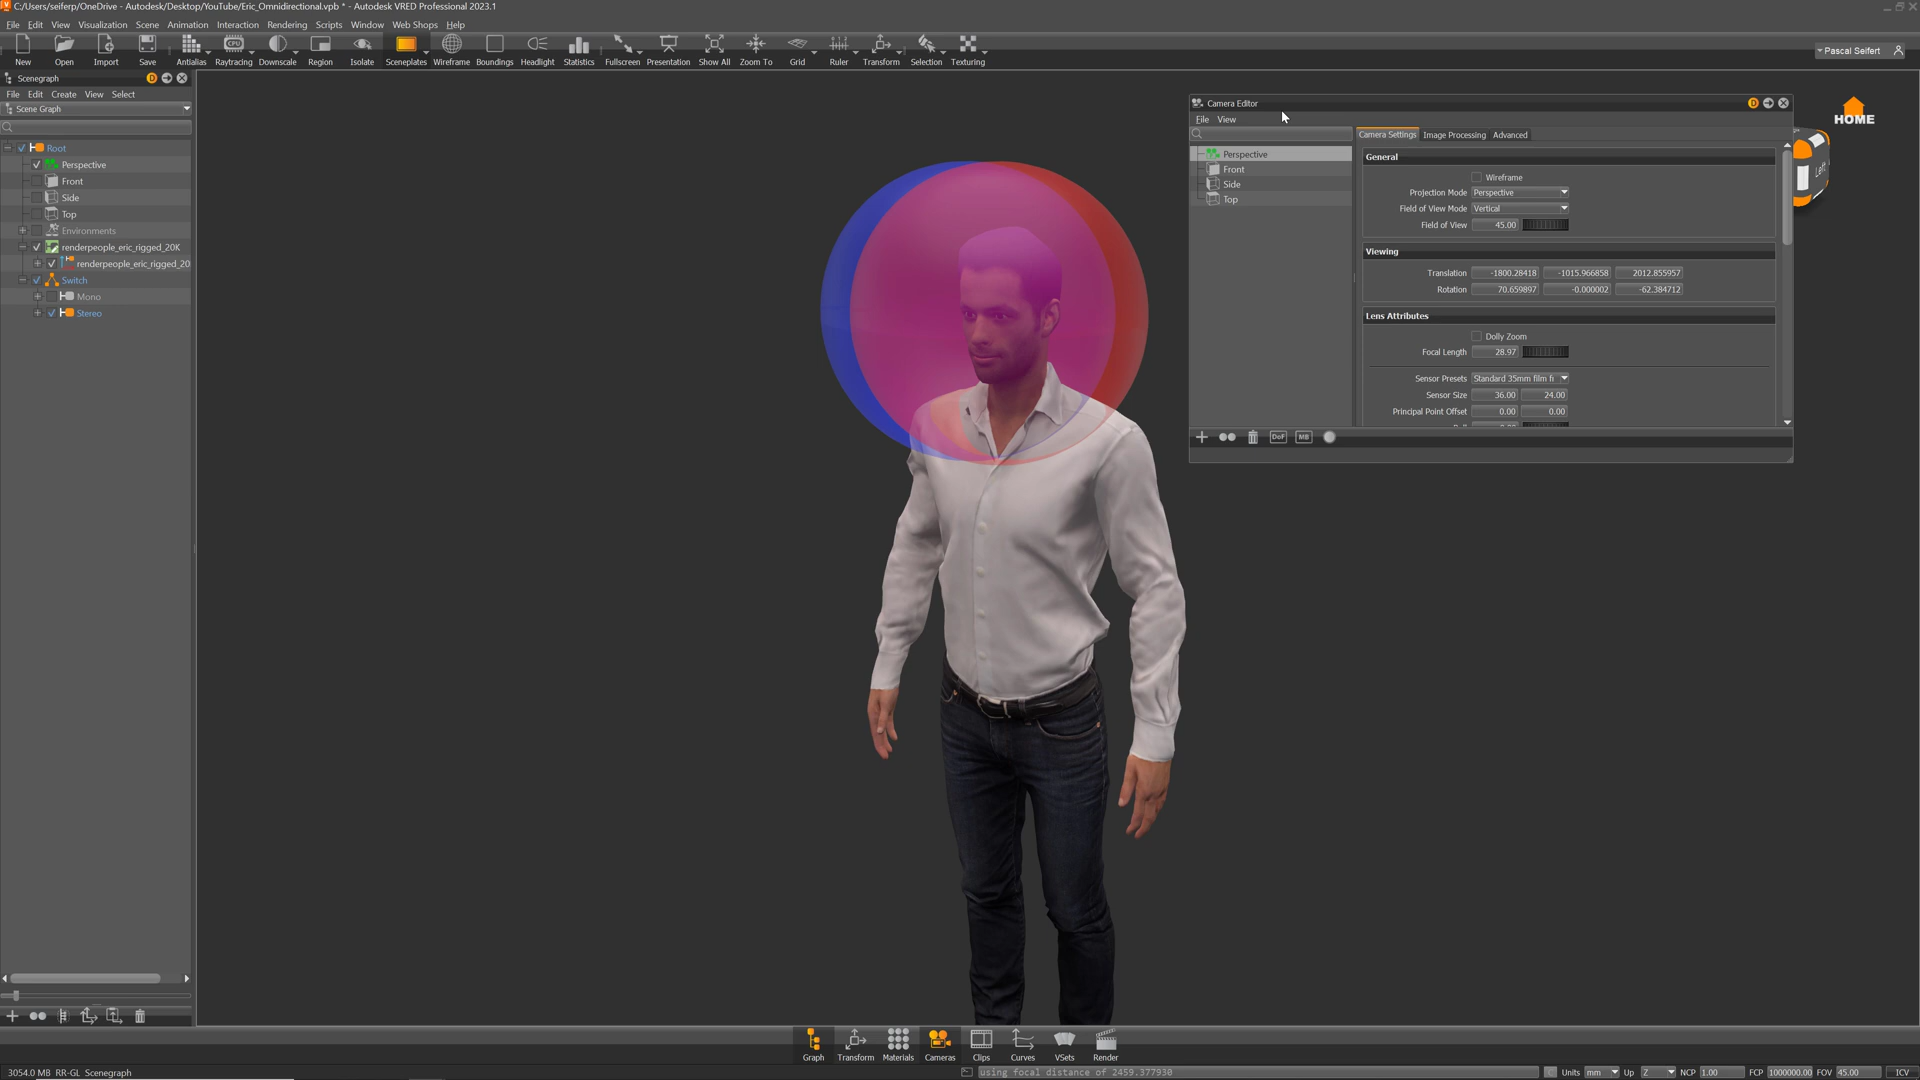 C:/Users/seiferp/OneDrive - Autodesk/Desktop/YouTube/Eric_Omnidirectional.vpb * - Autodesk VRED Professional 2023.1
File Edit View Visualization Scene Animation Interaction Rendering Scripts Window Web Shops Help
New Open Import Save Antialias Raytracing Downscale Region Isolate Sceneplates Wireframe Boundings Headlight Statistics Fullscreen Presentation Show All Zoom To Grid Ruler Transform Selection Texturing
CPU
Pascal Seifert
Scenegraph
D
File Edit Create View Select
Scene Graph
Root
Perspective
Front
Side
Top
Environments
renderpeople_eric_rigged_20K
renderpeople_eric_rigged_20
Switch
Mono
Stereo
Camera Editor
D
File View
Perspective
Front
Side
Top
Camera Settings Image Processing Advanced
General
Wireframe
Projection Mode Perspective
Field of View Mode Vertical
Field of View 45.00
Viewing
Translation -1800.28418 -1015.966858 2012.855957
Rotation 70.659897 -0.000002 -62.384712
Lens Attributes
Dolly Zoom
Focal Length 28.97
Sensor Presets Standard 35mm film fi
Sensor Size 36.00 24.00
Principal Point Offset 0.00 0.00
DoF MB
HOME
Left
Graph Transform Materials Cameras Clips Curves VSets Render
3054.0 MB RR-GL Scenegraph
using focal distance of 2459.377930
Units mm Up Z NCP 1.00 FCP 1000000.00 FOV 45.00 ICV